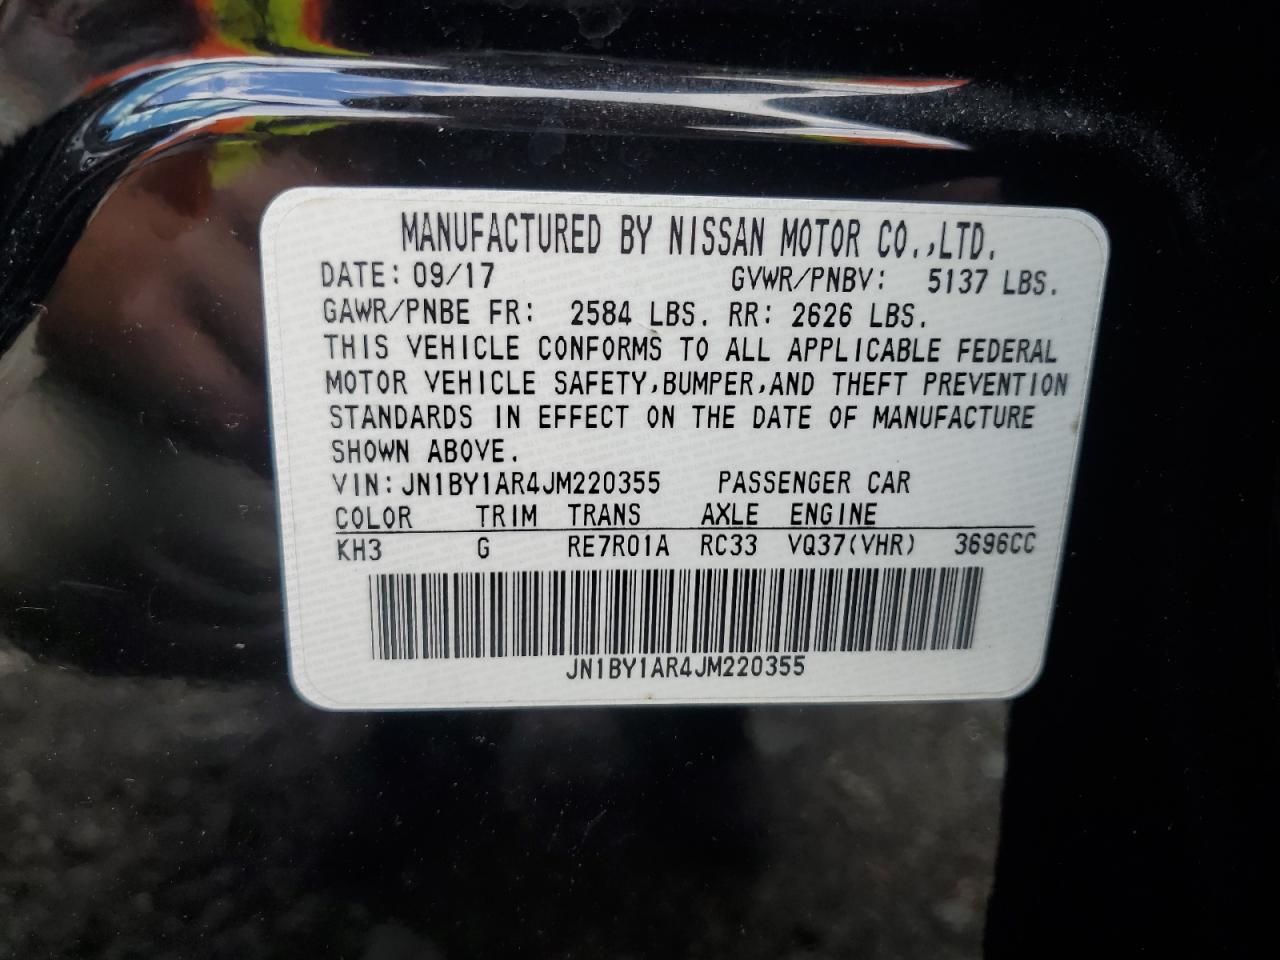 MANUFACTURED BY NISSAN MOTOR CO.,LTD.
DATE: 09/17 GVWR/PNBV: 5137 LBS.
GAWR/PNBE FR: 2584 LBS. RR: 2626 LBS.
THIS VEHICLE CONFORMS TO ALL APPLICABLE FEDERAL
MOTOR VEHICLE SAFETY,BUMPER,AND THEFT PREVENTION
STANDARDS IN EFFECT ON THE DATE OF MANUFACTURE
SHOWN ABOVE.
VIN: JN1BY1AR4JM220355 PASSENGER CAR
COLOR TRIM TRANS AXLE ENGINE
KH3 G RE7R01A RC33 VQ37(VHR) 3696CC
JN1BY1AR4JM220355